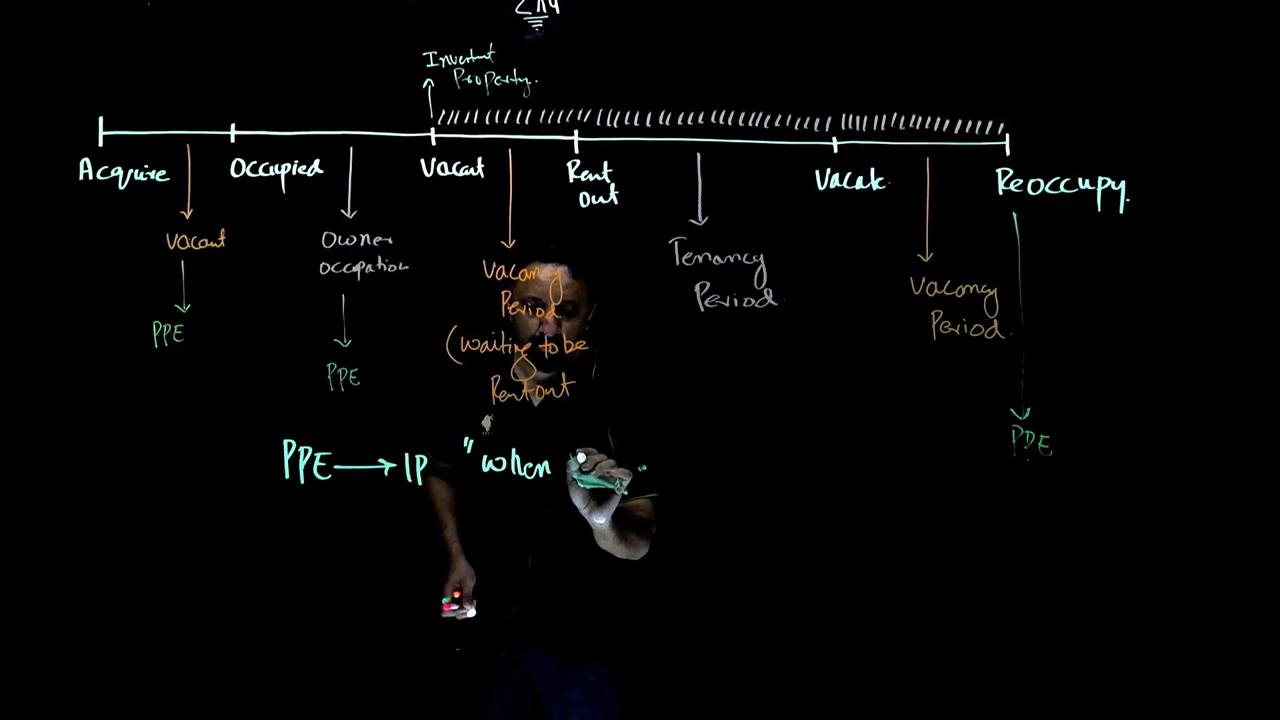 Investment
Property.
Acquire
Occupied
Vacant
Rent
Out
Vacate
Reoccupy.
Vacant
PPE
Owner
Occupation
PPE
Vacancy
Period
(waiting to be
Rent out
Tenancy
Period.
Vacancy
Period.
PPE
PPE → IP "when "